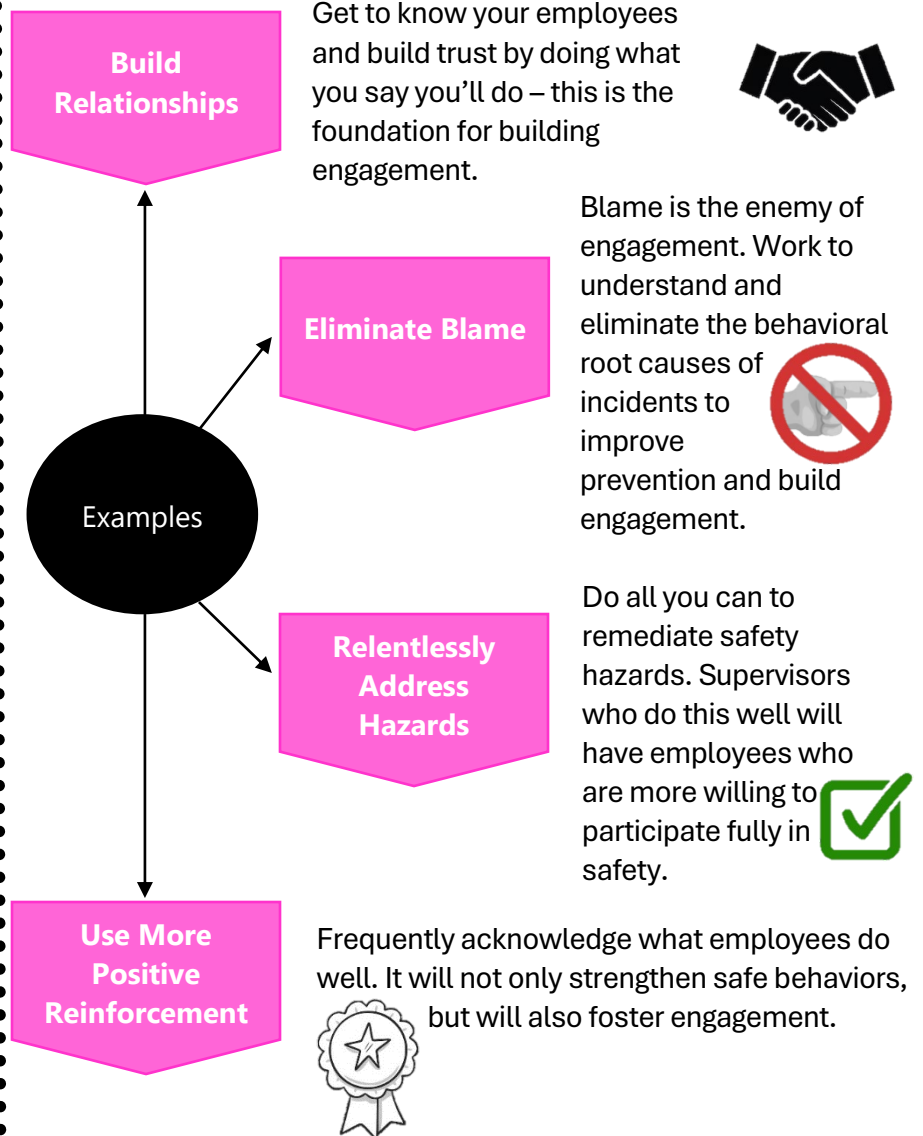 Build
Relationships
Get to know your employees
and build trust by doing what
you say you’ll do – this is the
foundation for building
engagement.
Eliminate Blame
Blame is the enemy of
engagement. Work to
understand and
eliminate the behavioral
root causes of
incidents to
improve
prevention and build
engagement.
Examples
Relentlessly
Address
Hazards
Do all you can to
remediate safety
hazards. Supervisors
who do this well will
have employees who
are more willing to
participate fully in
safety.
Use More
Positive
Reinforcement
Frequently acknowledge what employees do
well. It will not only strengthen safe behaviors,
but will also foster engagement.